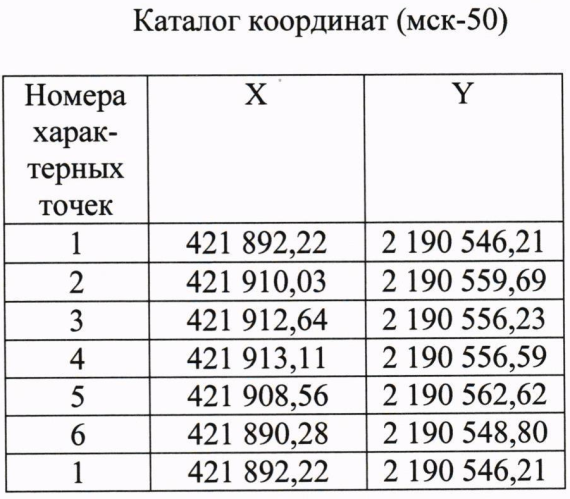 Каталог координат (мск-50)
Номера
харак-
терных
точек
X
Y
1 421 892,22 2 190 546,21
2 421 910,03 2 190 559,69
3 421 912,64 2 190 556,23
4 421 913,11 2 190 556,59
5 421 908,56 2 190 562,62
6 421 890,28 2 190 548,80
1 421 892,22 2 190 546,21